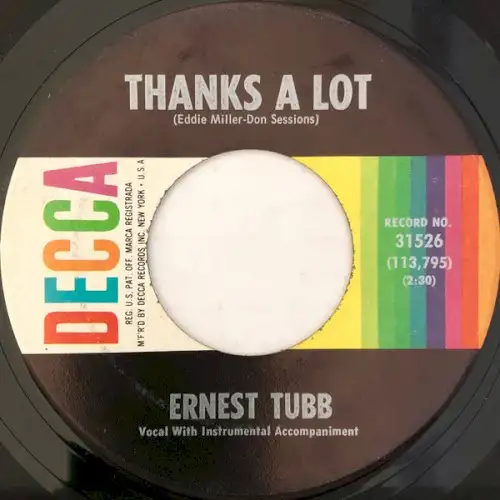 THANKS A LOT
(Eddie Miller-Don Sessions)
DECCA
REG. U.S. PAT. OFF. MARCA REGISTRADA
M'F'R'D BY DECCA RECORDS, INC. NEW YORK • U.S.A
RECORD NO.
31526
(113,795)
(2:30)
ERNEST TUBB
Vocal With Instrumental Accompaniment